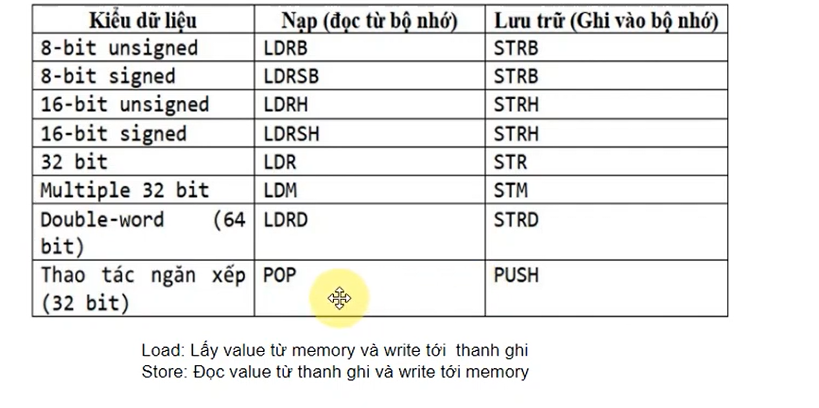 Kiểu dữ liệu Nạp (đọc từ bộ nhớ) Lưu trữ (Ghi vào bộ nhớ)
8-bit unsigned LDRB STRB
8-bit signed LDRSB STRB
16-bit unsigned LDRH STRH
16-bit signed LDRSH STRH
32 bit LDR STR
Multiple 32 bit LDM STM
Double-word (64 LDRD STRD
bit)
Thao tác ngăn xếp POP PUSH
(32 bit)
Load: Lấy value từ memory và write tới thanh ghi
Store: Đọc value từ thanh ghi và write tới memory